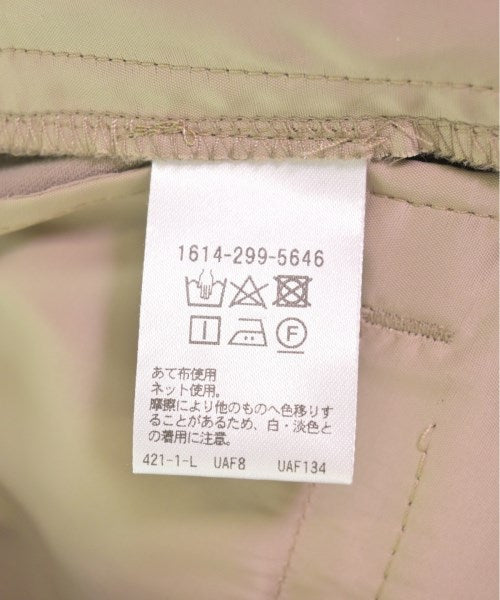 1614-299-5646
F
あて布使用
ネット使用。
摩擦により他のものへ色移りす
ることがあるため、白・淡色と
の着用に注意。
421-1-L UAF8 UAF134